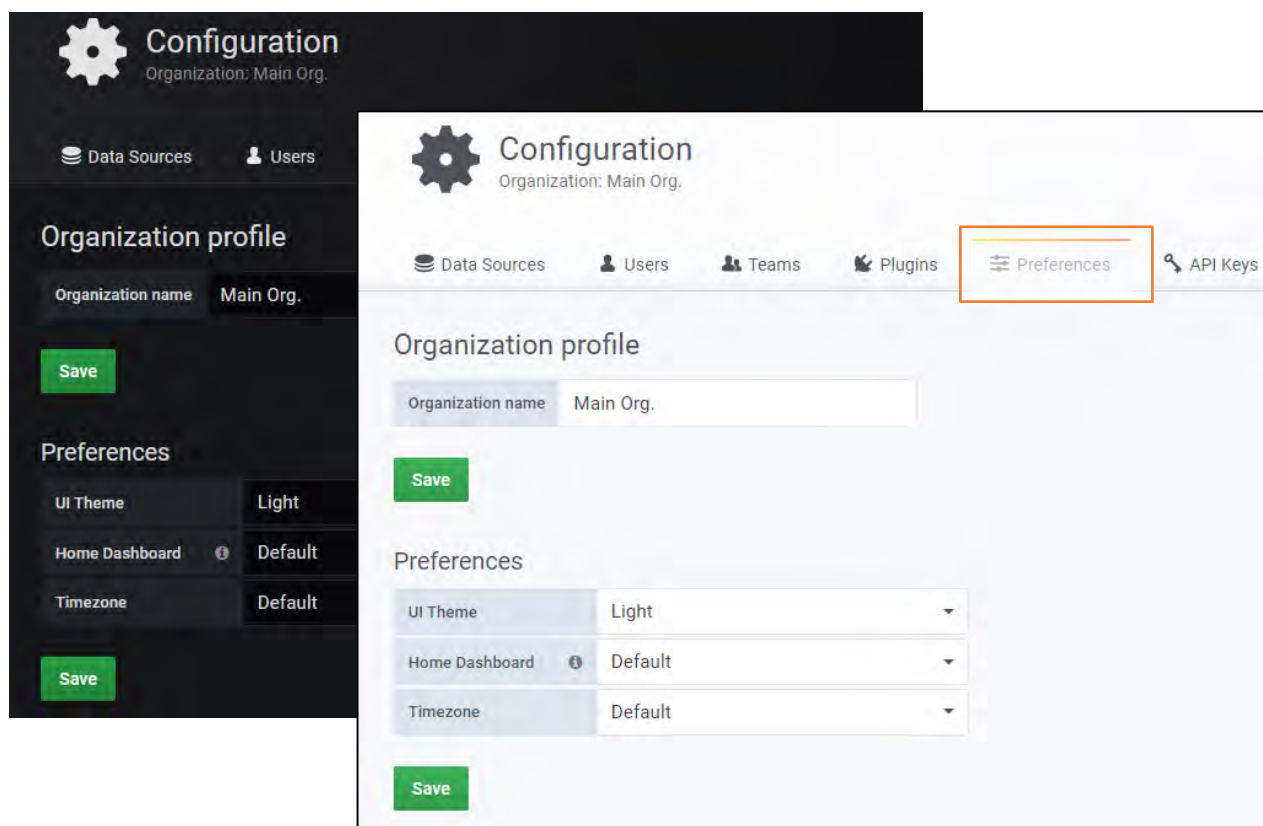 Configuration
Organization: Main Org.
Data Sources Users
Organization profile
Organization name Main Org.
Save
Preferences
UI Theme Light
Home Dashboard Default
Timezone Default
Save
Configuration
Organization: Main Org.
Data Sources Users Teams Plugins Preferences API Keys
Organization profile
Organization name Main Org.
Save
Preferences
UI Theme Light
Home Dashboard Default
Timezone Default
Save